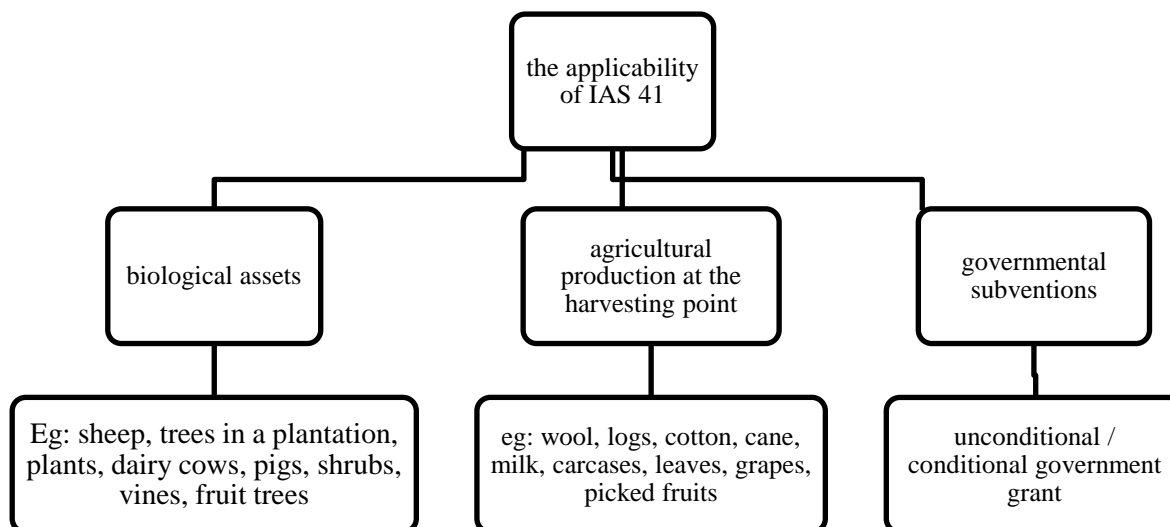 the applicability
of IAS 41
biological assets
agricultural
production at the
harvesting point
governmental
subventions
Eg: sheep, trees in a plantation,
plants, dairy cows, pigs, shrubs,
vines, fruit trees
eg: wool, logs, cotton, cane,
milk, carcases, leaves, grapes,
picked fruits
unconditional /
conditional government
grant